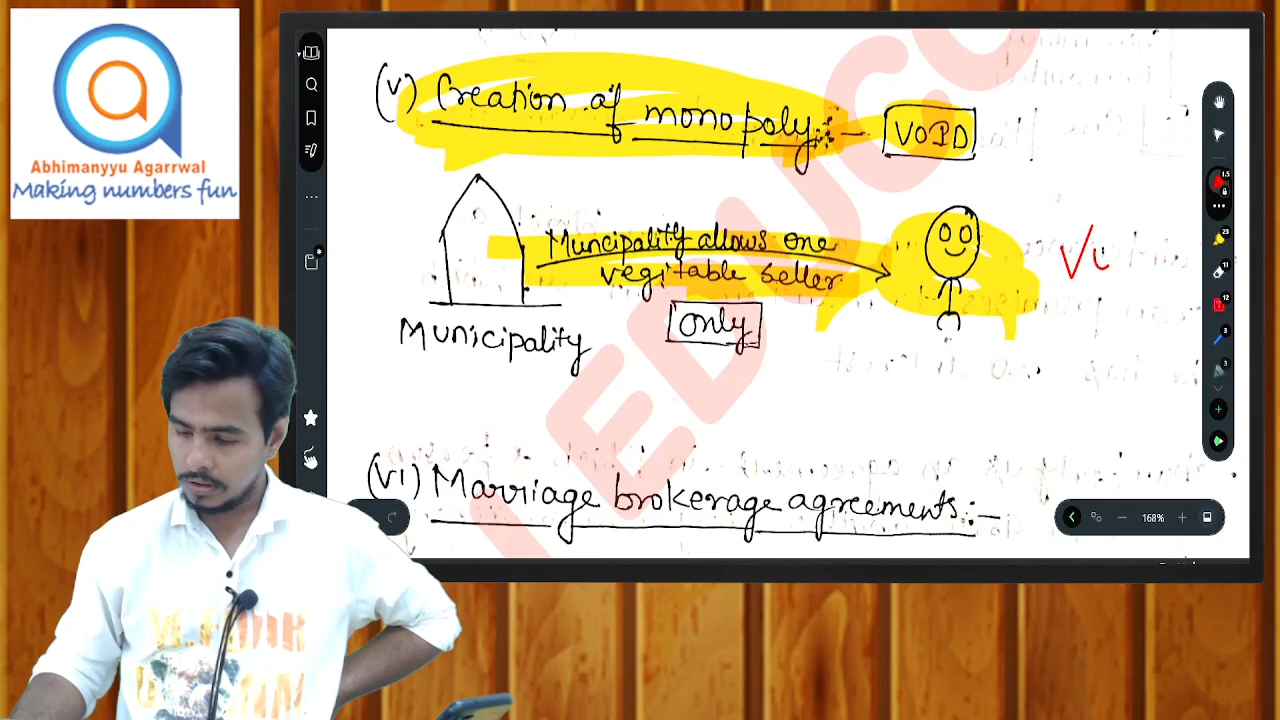 Abhimanyyu Agarrwal
Making numbers fun
(V) Creation of monopoly :- VOID
Muncipality allows one
vegitable seller
only
Municipality
(VI) Marriage brokerage agreements :-
168%